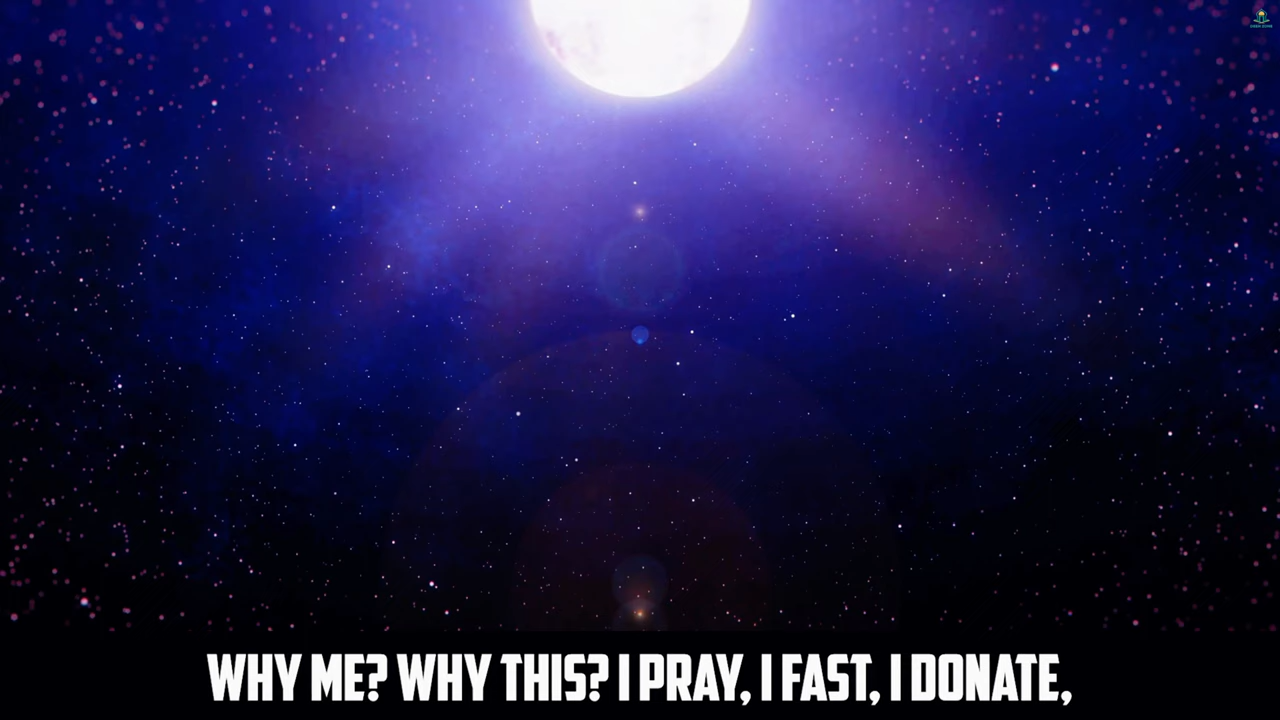 WHY ME? WHY THIS? I PRAY, I FAST, I DONATE,